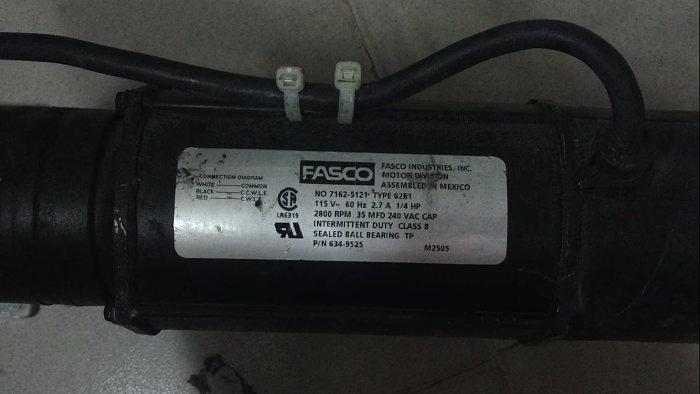 CONNECTION DIAGRAM
WHITE COMMON
BLACK C.C.W.L.E.
RED C.W.L.E.
FASCO
FASCO INDUSTRIES, INC.
MOTOR DIVISION
ASSEMBLED IN MEXICO
LR6319
NO 7162-5121 TYPE 62B1
115 V~ 60 Hz 2.7 A 1/4 HP
2800 RPM 35 MFD 240 VAC CAP
INTERMITTENT DUTY CLASS B
SEALED BALL BEARING TP
P/N 634-9525 M2505